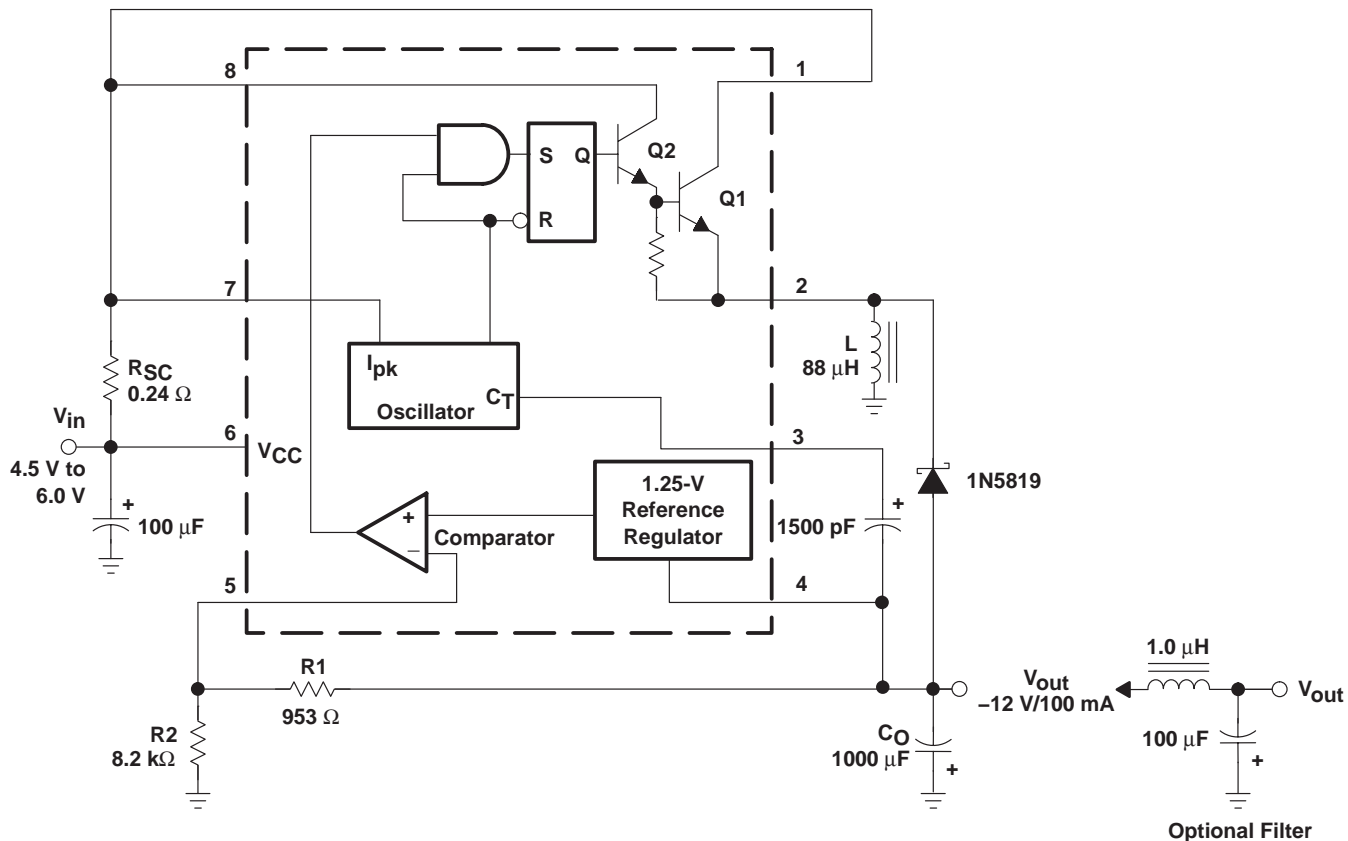 8
1
Q2
S
Q
Q1
R
7
2
L
88 μH
Ipk
CT
Oscillator
RSC
0.24 Ω
Vin
6
VCC
4.5 V to
6.0 V
3
1.25-V
Reference
Regulator
1N5819
+
100 μF
+
–
Comparator
1500 pF
+
5
4
R1
953 Ω
1.0 μH
Vout
–12 V/100 mA
Vout
R2
8.2 kΩ
CO
1000 μF
+
100 μF
+
Optional Filter